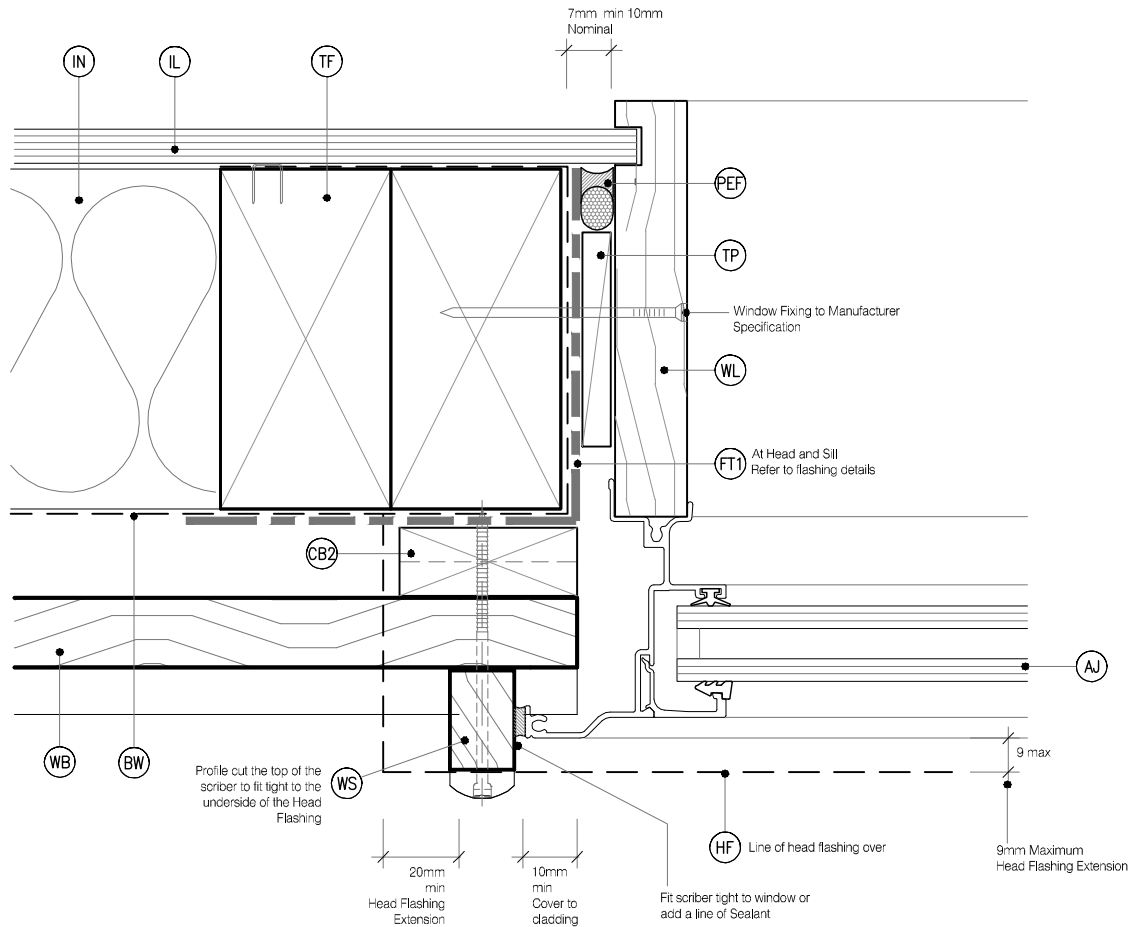 7mm min 10mm
Nominal
IN
IL
TF
PEF
TP
Window Fixing to Manufacturer
Specification
WL
FT1
At Head and Sill
Refer to flashing details
CB2
AJ
WB
BW
9 max
Profile cut the top of the
scriber to fit tight to the
underside of the Head
Flashing
WS
HF
Line of head flashing over
9mm Maximum
Head Flashing Extension
20mm
min
Head Flashing
Extension
10mm
min
Cover to
cladding
Fit scriber tight to window or
add a line of Sealant